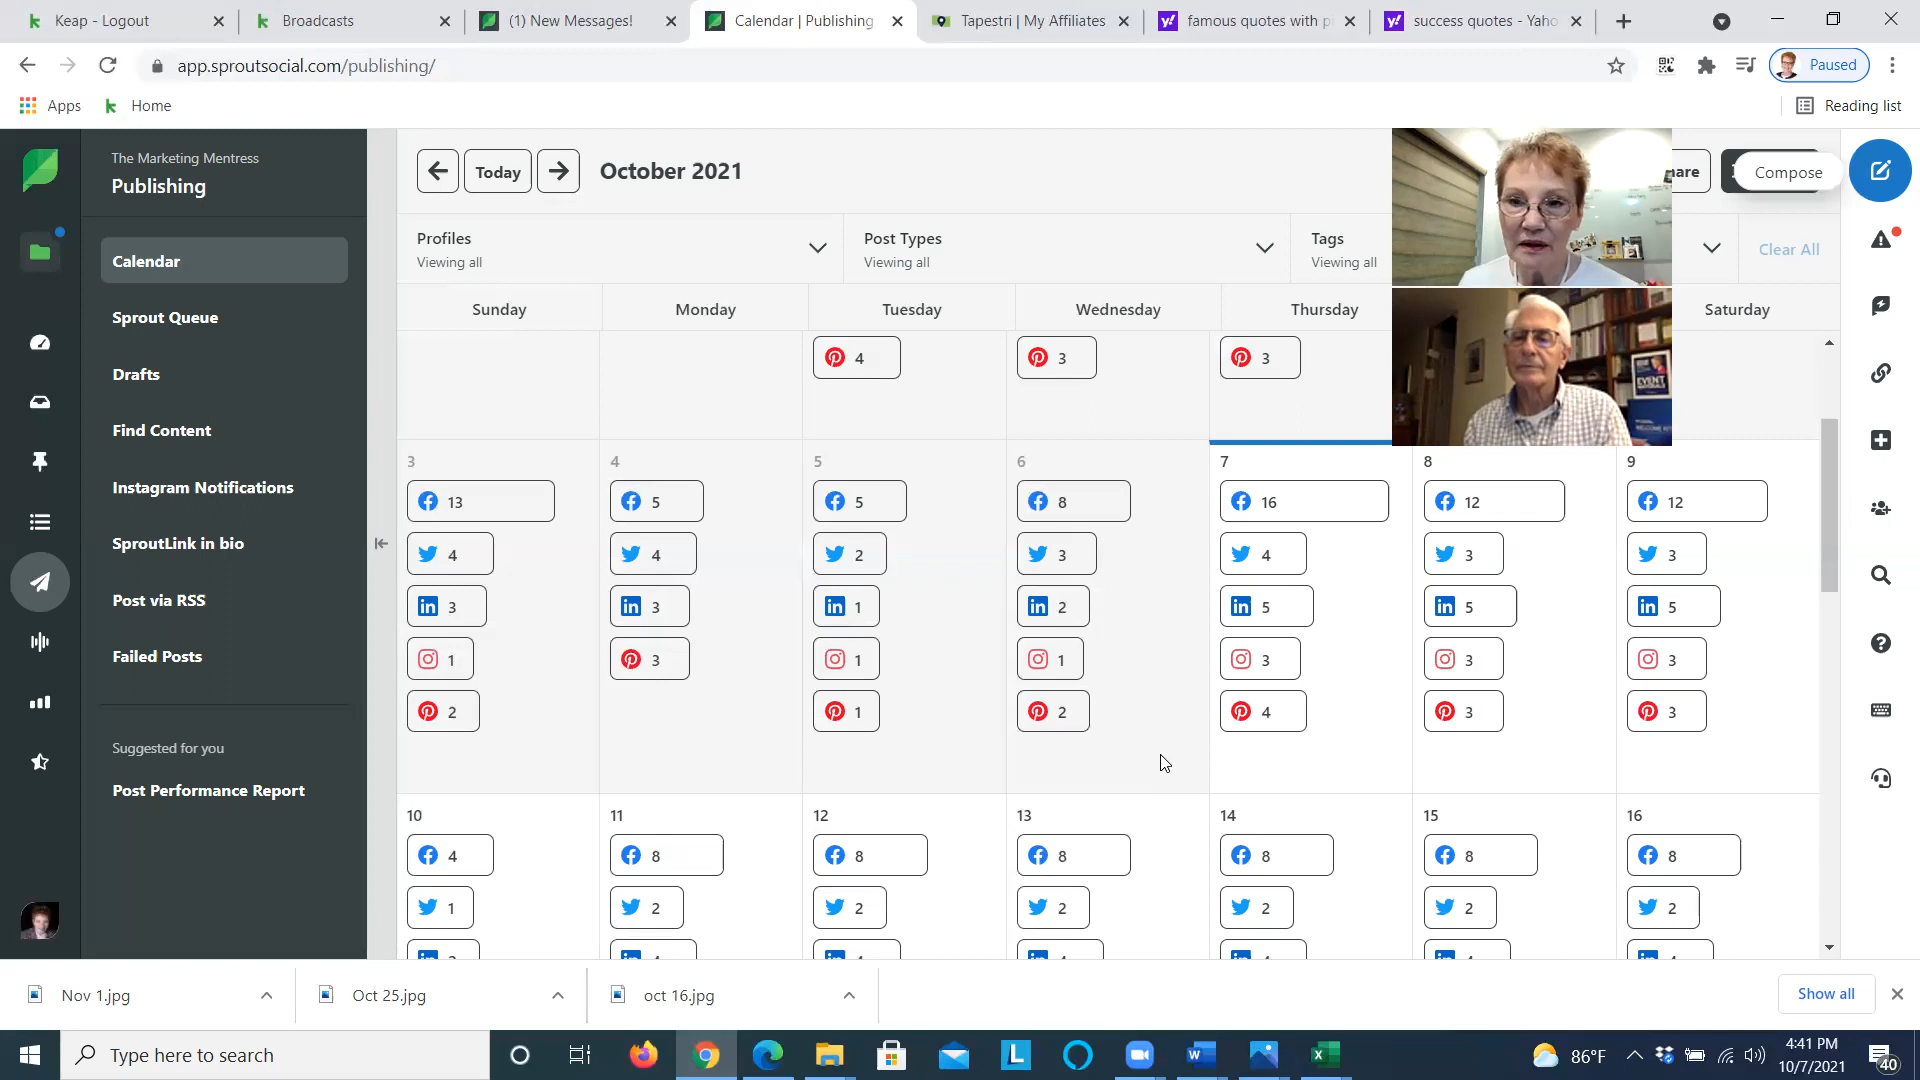 Keap - Logout
Broadcasts
(1) New Messages!
Calendar | Publishing
Tapestri | My Affiliates
famous quotes with p
success quotes - Yaho
app.sproutsocial.com/publishing/
Paused
Apps
Home
Reading list
The Marketing Mentress
Publishing
Calendar
Sprout Queue
Drafts
Find Content
Instagram Notifications
SproutLink in bio
Post via RSS
Failed Posts
Suggested for you
Post Performance Report
Today
October 2021
Compose
Profiles
Viewing all
Post Types
Viewing all
Tags
Viewing all
Clear All
Sunday Monday Tuesday Wednesday Thursday Saturday
4 3 3
3 4 5 6 7 8 9
13 5 5 8 16 12 12
4 4 2 3 4 3 3
3 3 1 2 5 5 5
1 3 1 1 3 3 3
2 1 2 4 3 3
10 11 12 13 14 15 16
4 8 8 8 8 8 8
1 2 2 2 2 2 2
EVENT
Nov 1.jpg
Oct 25.jpg
oct 16.jpg
Show all
Type here to search
86°F
4:41 PM
10/7/2021
40